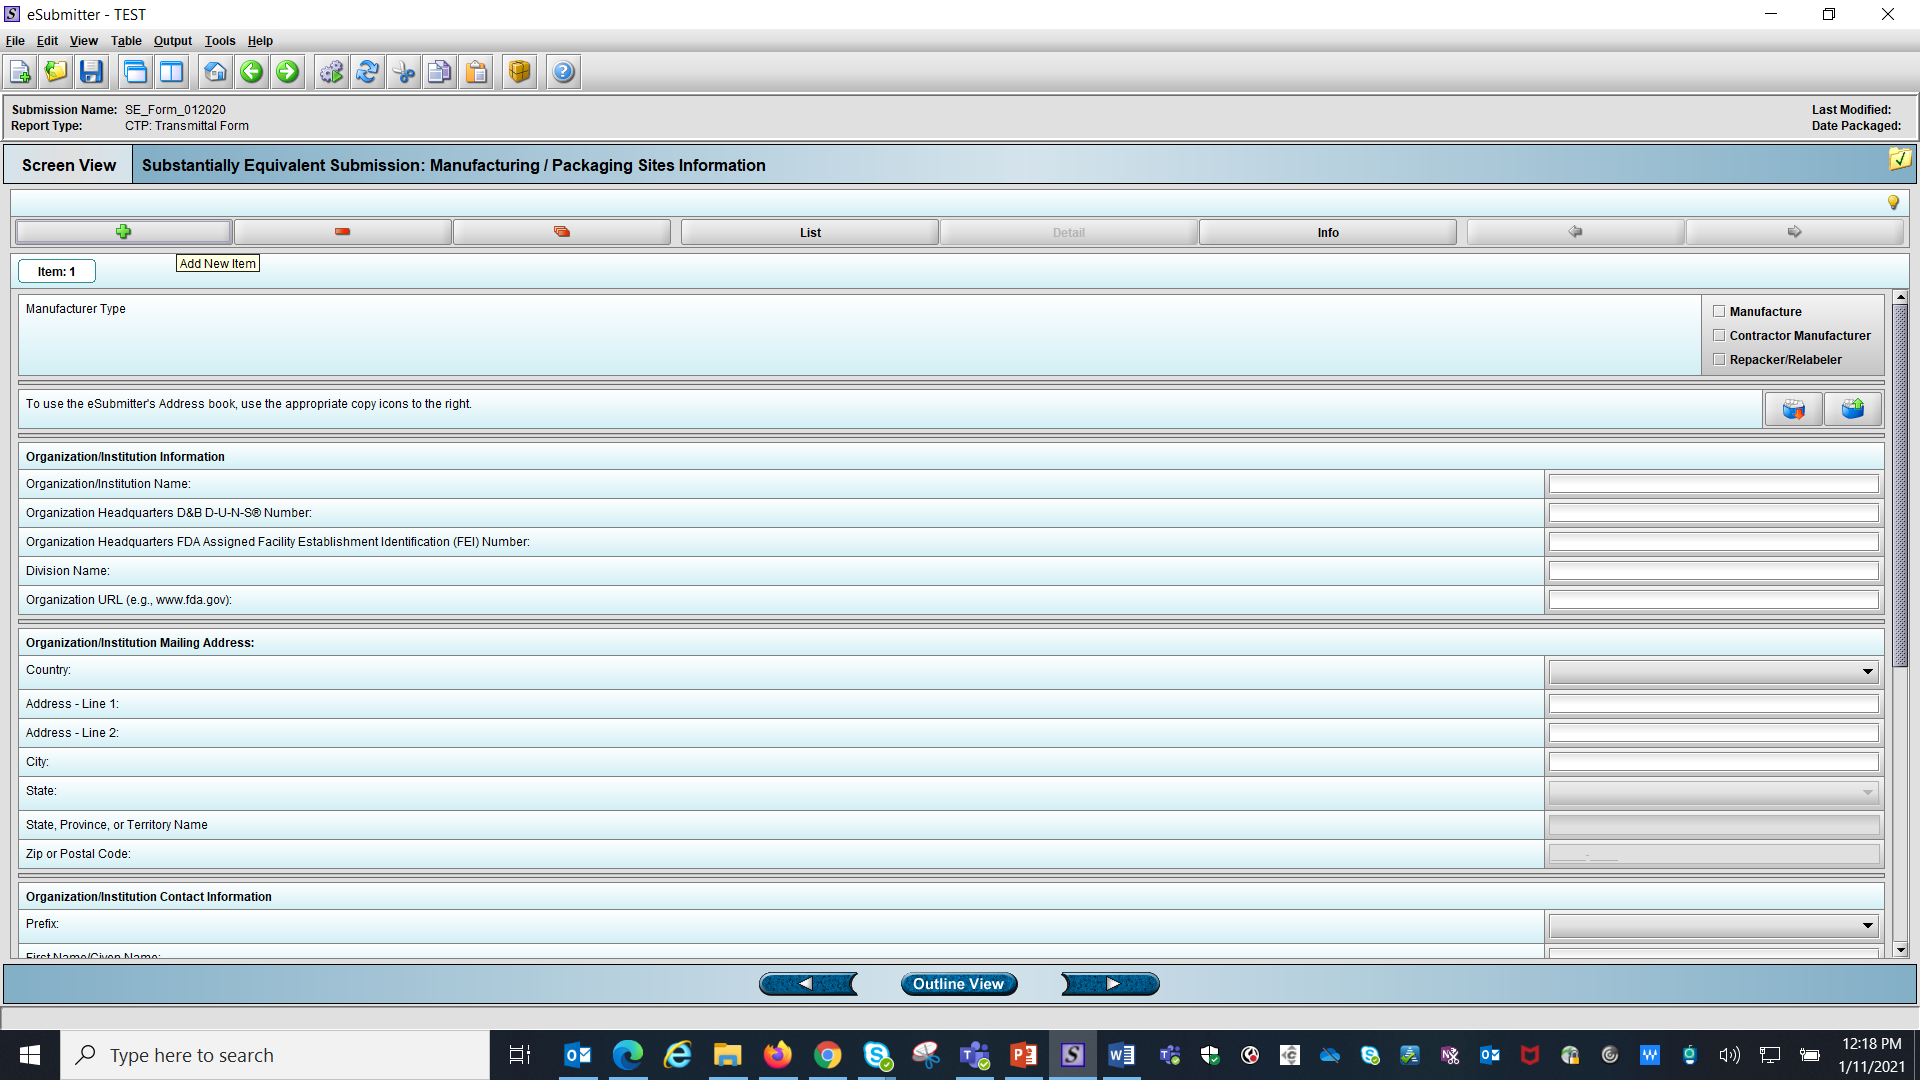 eSubmitter - TEST
File Edit View Table Output Tools Help
Submission Name: SE_Form_012020
Report Type: CTP: Transmittal Form
Last Modified:
Date Packaged:
Screen View
Substantially Equivalent Submission: Manufacturing / Packaging Sites Information
List Detail Info
Item: 1
Add New Item
Manufacturer Type
Manufacture
Contractor Manufacturer
Repacker/Relabeler
To use the eSubmitter's Address book, use the appropriate copy icons to the right.
Organization/Institution Information
Organization/Institution Name:
Organization Headquarters D&B D-U-N-S® Number:
Organization Headquarters FDA Assigned Facility Establishment Identification (FEI) Number:
Division Name:
Organization URL (e.g., www.fda.gov):
Organization/Institution Mailing Address:
Country:
Address - Line 1:
Address - Line 2:
City:
State:
State, Province, or Territory Name
Zip or Postal Code:
Organization/Institution Contact Information
Prefix:
First Name/Given Name:
Outline View
Type here to search
12:18 PM
1/11/2021